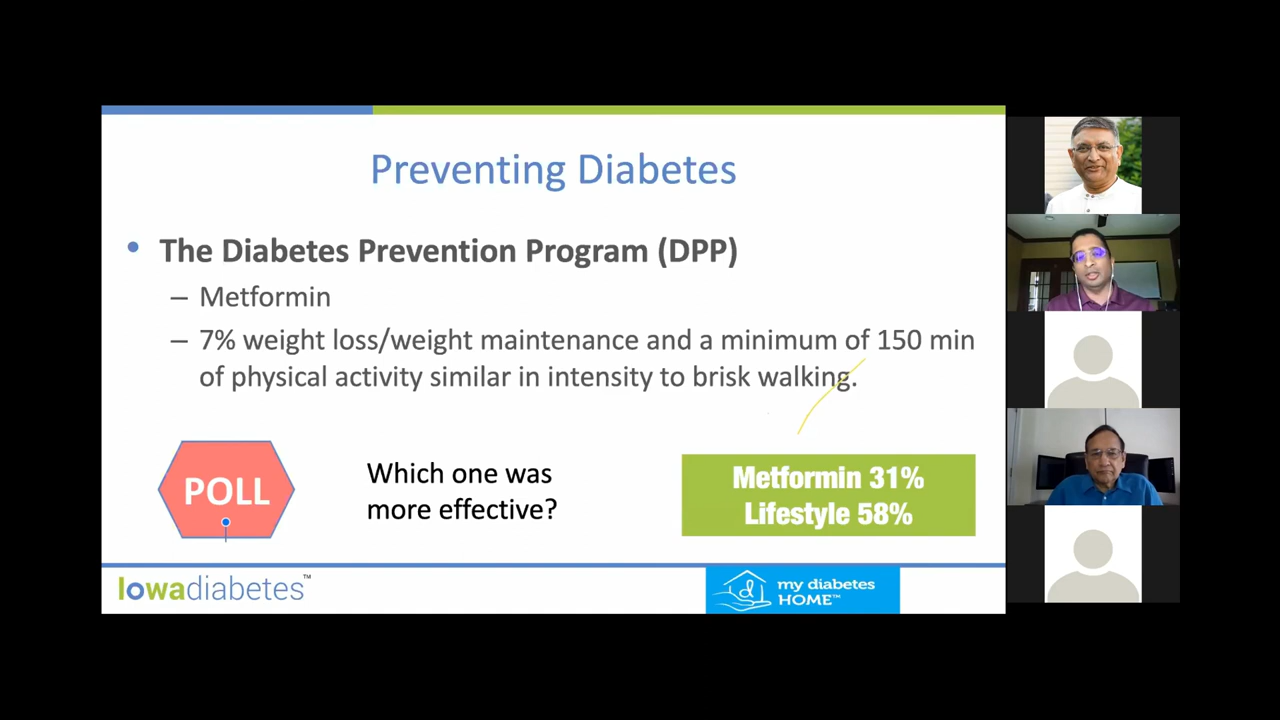 Preventing Diabetes
• The Diabetes Prevention Program (DPP)
– Metformin
– 7% weight loss/weight maintenance and a minimum of 150 min
of physical activity similar in intensity to brisk walking.
POLL
Which one was
more effective?
Metformin 31%
Lifestyle 58%
Iowadiabetes™
my diabetes
HOME™